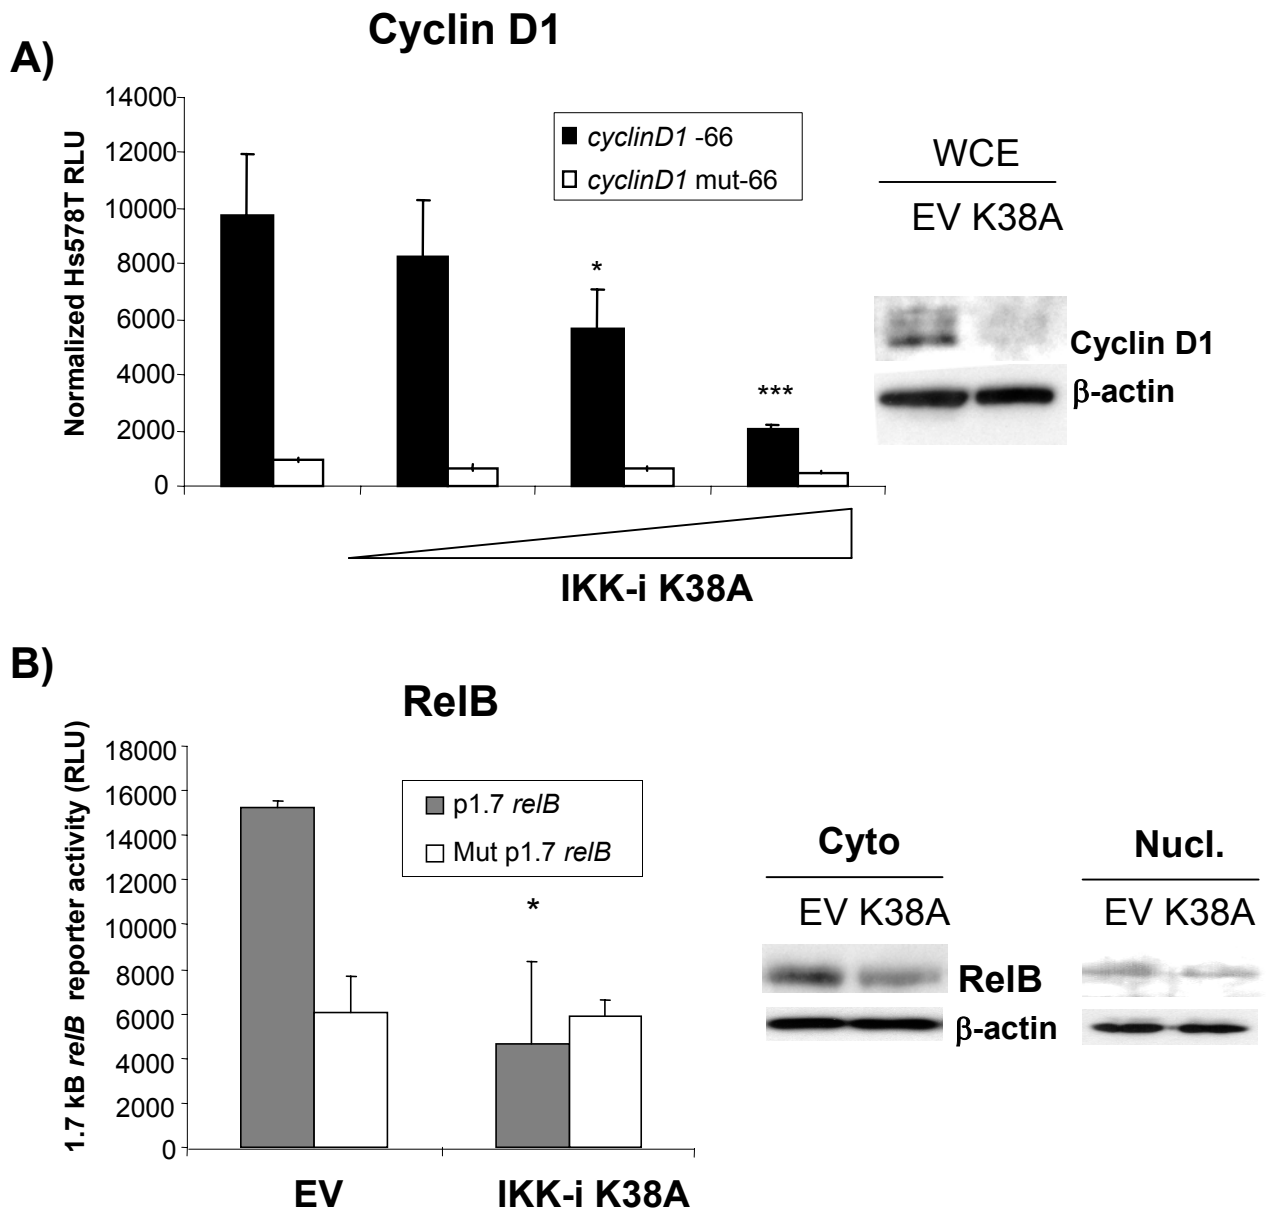 A)
Cyclin D1
Normalized Hs578T RLU
14000
12000
10000
8000
6000
4000
2000
0
cyclinD1 -66
cyclinD1 mut-66
*
***
IKK-i K38A
WCE
EV K38A
Cyclin D1
β-actin
B)
RelB
1.7 kB relB reporter activity (RLU)
18000
16000
14000
12000
10000
8000
6000
4000
2000
0
p1.7 relB
Mut p1.7 relB
*
EV
IKK-i K38A
Cyto
Nucl.
EV K38A
EV K38A
RelB
β-actin